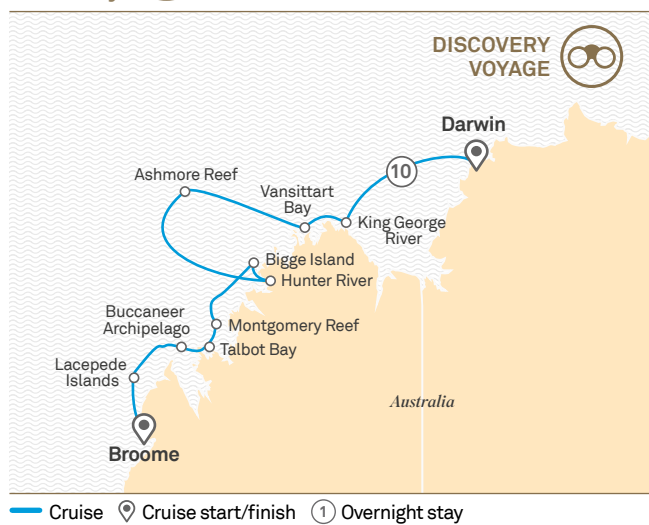 DISCOVERY
VOYAGE
Darwin
10
Ashmore Reef
Vansittart
Bay
King George
River
Bigge Island
Hunter River
Buccaneer
Archipelago
Montgomery Reef
Talbot Bay
Lacepede
Islands
Australia
Broome
Cruise
Cruise start/finish
1 Overnight stay